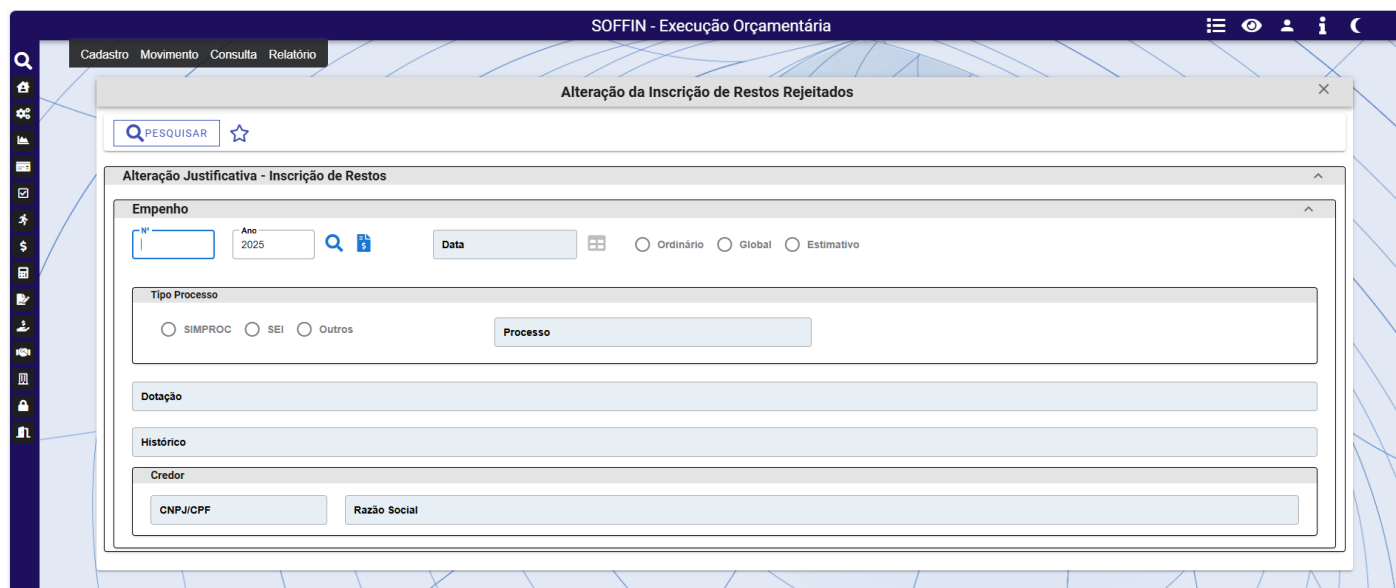 SOFFIN - Execução Orçamentária
Cadastro Movimento Consulta Relatório
Alteração da Inscrição de Restos Rejeitados
PESQUISAR
Alteração Justificativa - Inscrição de Restos
Empenho
Nº
Ano
2025
Data
Ordinário Global Estimativo
Tipo Processo
SIMPROC SEI Outros
Processo
Dotação
Histórico
Credor
CNPJ/CPF
Razão Social